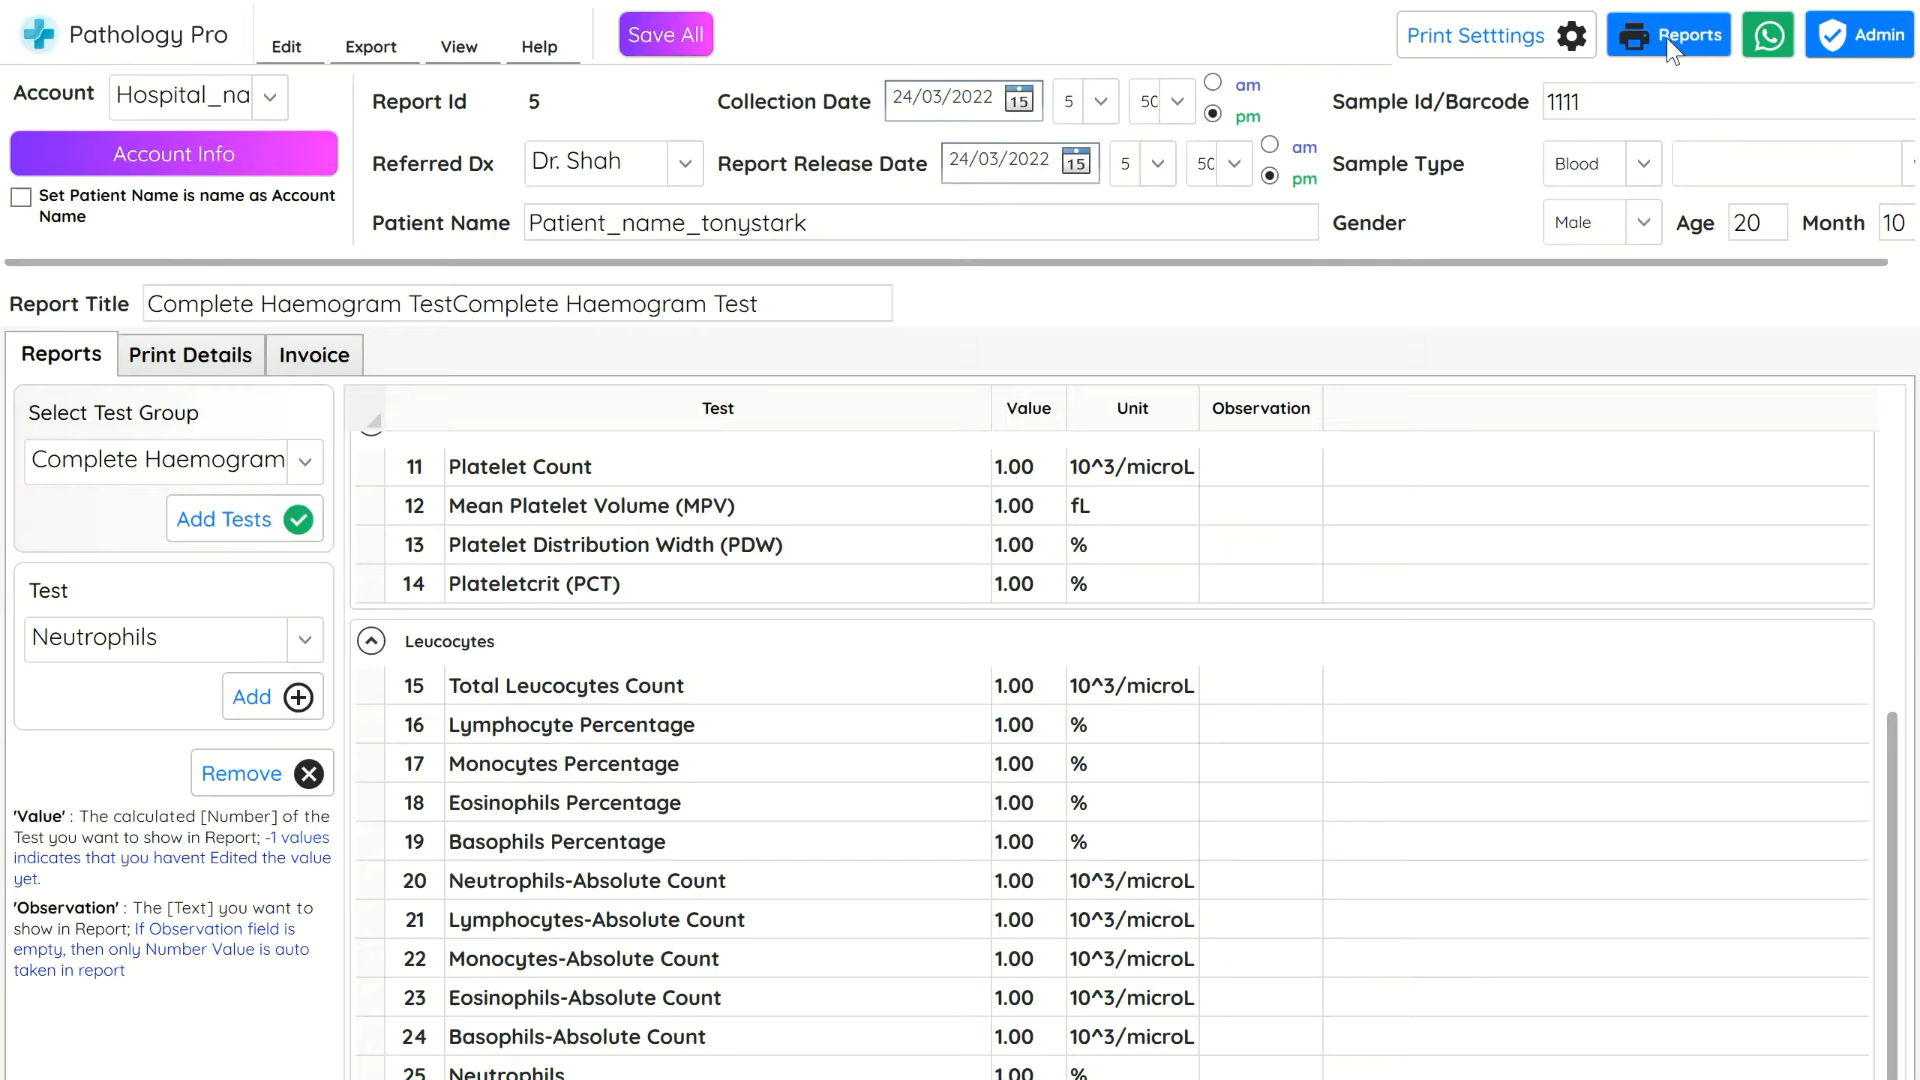 Pathology Pro
Edit
Export
View
Help
Save All
Print Setttings
Reports
Admin
Account
Hospital_na
Account Info
Set Patient Name is name as Account
Name
Report Id
5
Collection Date
24/03/2022
15
5
50
am
pm
Sample Id/Barcode
1111
Referred Dx
Dr. Shah
Report Release Date
24/03/2022
15
5
50
am
pm
Sample Type
Blood
Patient Name
Patient_name_tonystark
Gender
Male
Age
20
Month
10
Report Title
Complete Haemogram TestComplete Haemogram Test
Reports
Print Details
Invoice
Select Test Group
Complete Haemogram
Add Tests
Test
Neutrophils
Add
Remove
'Value' : The calculated [Number] of the
Test you want to show in Report; -1 values
indicates that you havent Edited the value
yet.
'Observation' : The [Text] you want to
show in Report; If Observation field is
empty, then only Number Value is auto
taken in report
Test Value Unit Observation
11 Platelet Count 1.00 10^3/microL
12 Mean Platelet Volume (MPV) 1.00 fL
13 Platelet Distribution Width (PDW) 1.00 %
14 Plateletcrit (PCT) 1.00 %
Leucocytes
15 Total Leucocytes Count 1.00 10^3/microL
16 Lymphocyte Percentage 1.00 %
17 Monocytes Percentage 1.00 %
18 Eosinophils Percentage 1.00 %
19 Basophils Percentage 1.00 %
20 Neutrophils-Absolute Count 1.00 10^3/microL
21 Lymphocytes-Absolute Count 1.00 10^3/microL
22 Monocytes-Absolute Count 1.00 10^3/microL
23 Eosinophils-Absolute Count 1.00 10^3/microL
24 Basophils-Absolute Count 1.00 10^3/microL
25 Neutrophils 1.00 %